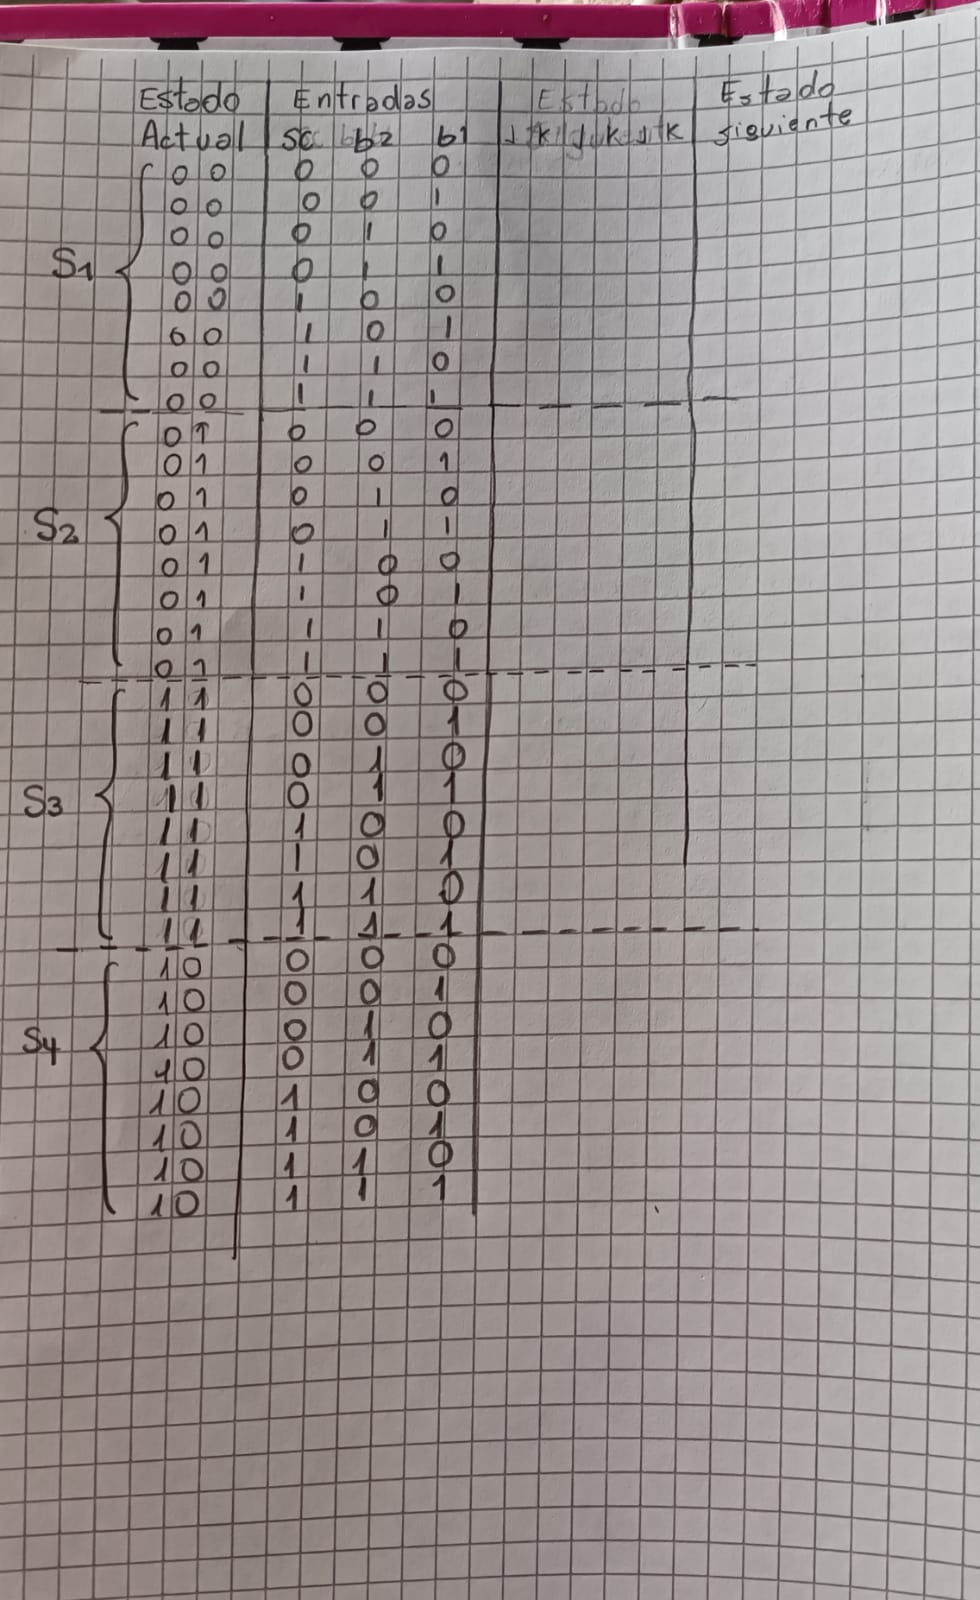 Estado Entradas Estado Estado
Actual SC b2 b1 J K J K J K siguiente
0 0 0 0 0
0 0 0 0 1
0 0 0 1 0
S1 0 0 0 1 1
0 0 1 0 0
0 0 1 0 1
0 0 1 1 0
0 0 1 1 1
0 1 0 0 0
0 1 0 0 1
0 1 0 1 0
S2 0 1 0 1 1
0 1 1 0 0
0 1 1 0 1
0 1 1 1 0
0 1 1 1 1
1 1 0 0 0
1 1 0 0 1
1 1 0 1 0
S3 1 1 0 1 1
1 1 1 0 0
1 1 1 0 1
1 1 1 1 0
1 1 1 1 1
1 0 0 0 0
1 0 0 0 1
1 0 0 1 0
S4 1 0 0 1 1
1 0 1 0 0
1 0 1 0 1
1 0 1 1 0
1 0 1 1 1